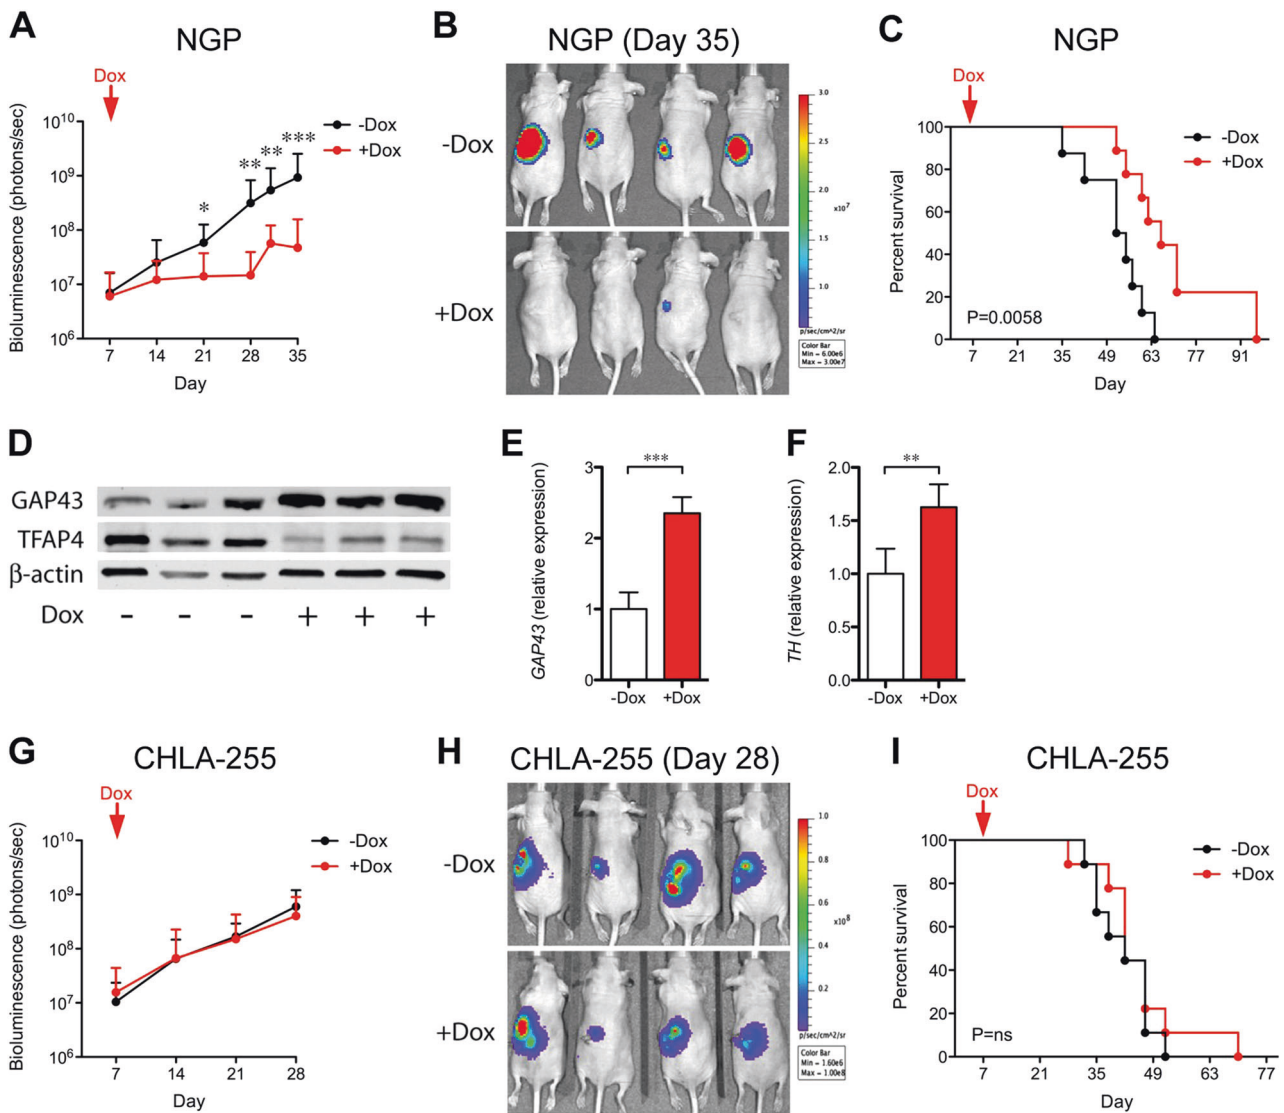 A
NGP
Dox
Bioluminescence (photons/sec)
10^10
10^9
10^8
10^7
10^6
-Dox
+Dox
*
**
**
***
7 14 21 28 35
Day
B
NGP (Day 35)
-Dox
+Dox
3.0
2.0
x10^7
1.5
1.0
p/sec/cm^2/sr
Color Bar
Min = 6.00e6
Max = 3.00e7
C
NGP
Dox
Percent survival
100
80
60
40
20
0
-Dox
+Dox
P=0.0058
7 21 35 49 63 77 91
Day
D
GAP43
TFAP4
β-actin
Dox - - - + + +
E
GAP43 (relative expression)
3
2
1
0
***
-Dox +Dox
F
TH (relative expression)
2.0
1.5
1.0
0.5
0.0
**
-Dox +Dox
G
CHLA-255
Dox
Bioluminescence (photons/sec)
10^10
10^9
10^8
10^7
10^6
-Dox
+Dox
7 14 21 28
Day
H
CHLA-255 (Day 28)
-Dox
+Dox
1.0
0.8
0.6
x10^8
0.4
0.2
p/sec/cm^2/sr
Color Bar
Min = 1.60e6
Max = 1.00e8
I
CHLA-255
Dox
Percent survival
100
80
60
40
20
0
-Dox
+Dox
P=ns
7 21 35 49 63 77
Day